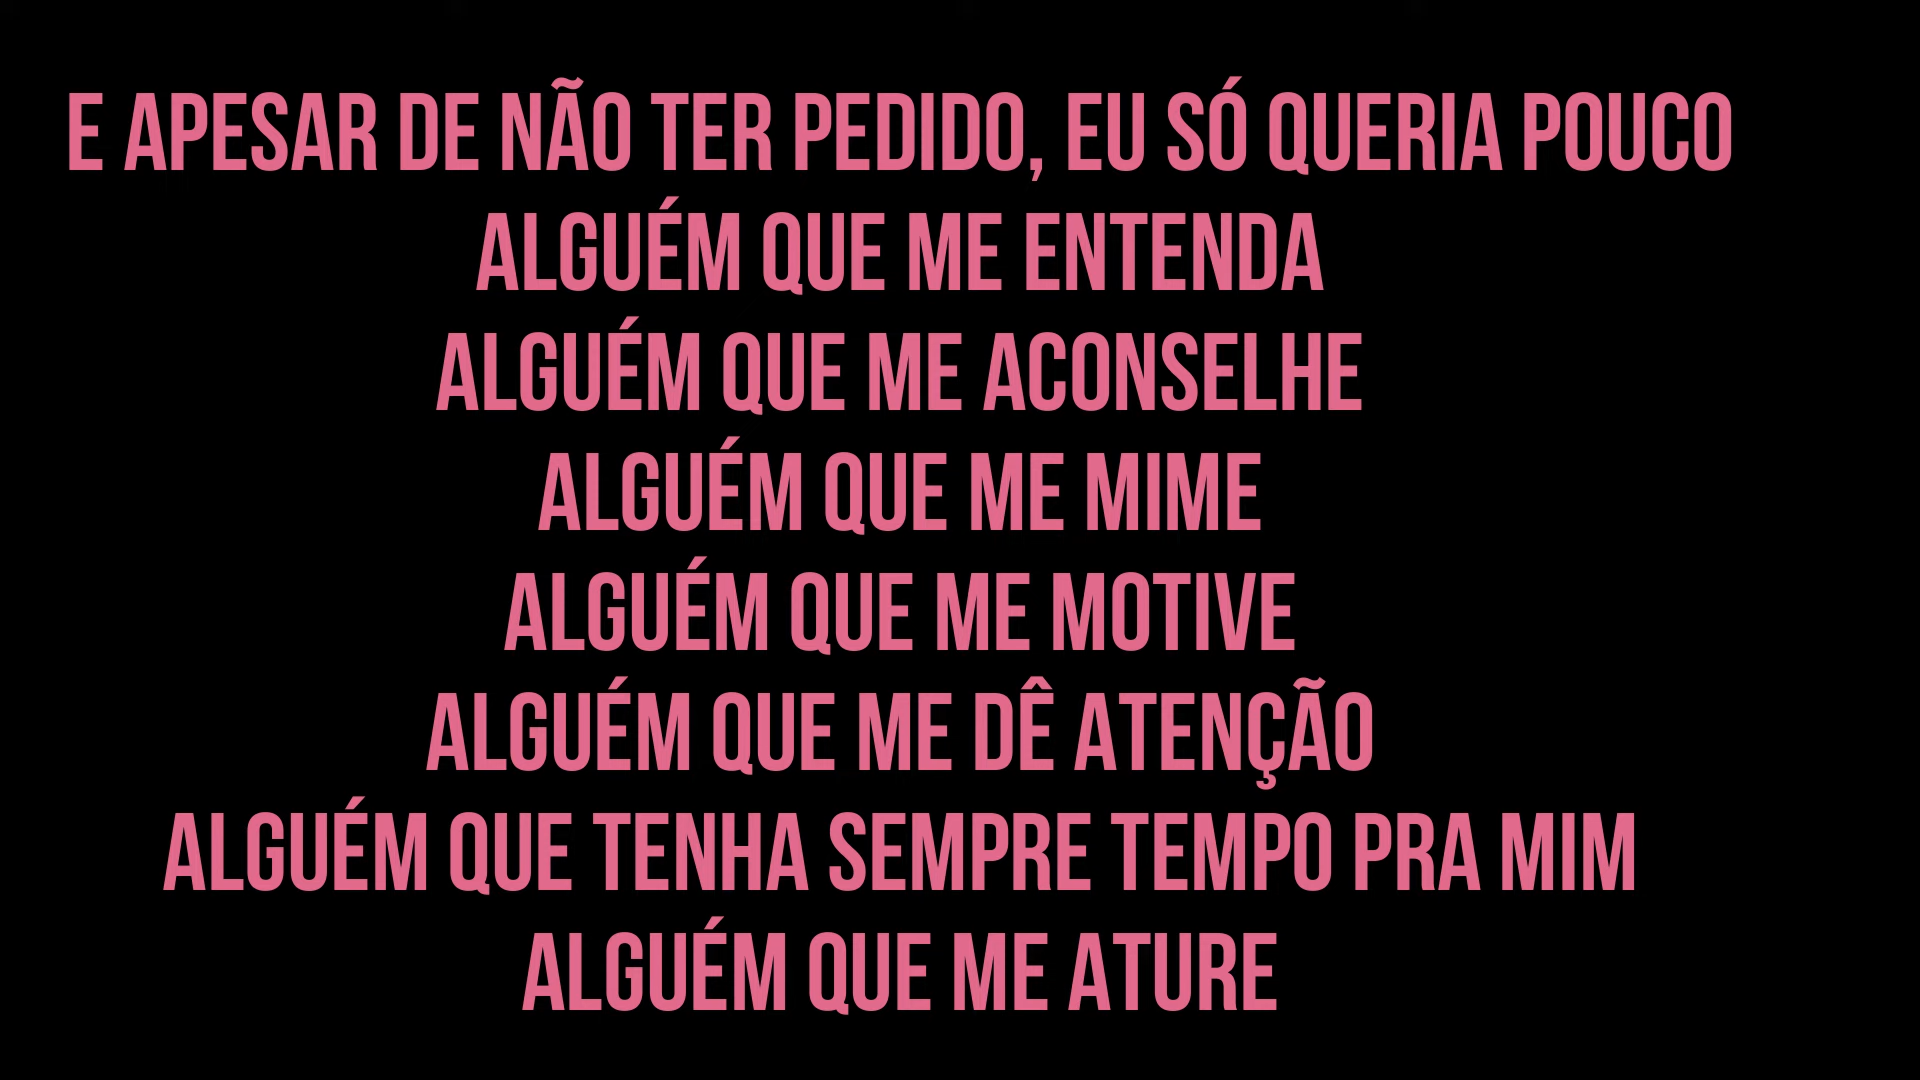 E APESAR DE NÃO TER PEDIDO, EU SÓ QUERIA POUCO
ALGUÉM QUE ME ENTENDA
ALGUÉM QUE ME ACONSELHE
ALGUÉM QUE ME MIME
ALGUÉM QUE ME MOTIVE
ALGUÉM QUE ME DÊ ATENÇÃO
ALGUÉM QUE TENHA SEMPRE TEMPO PRA MIM
ALGUÉM QUE ME ATURE